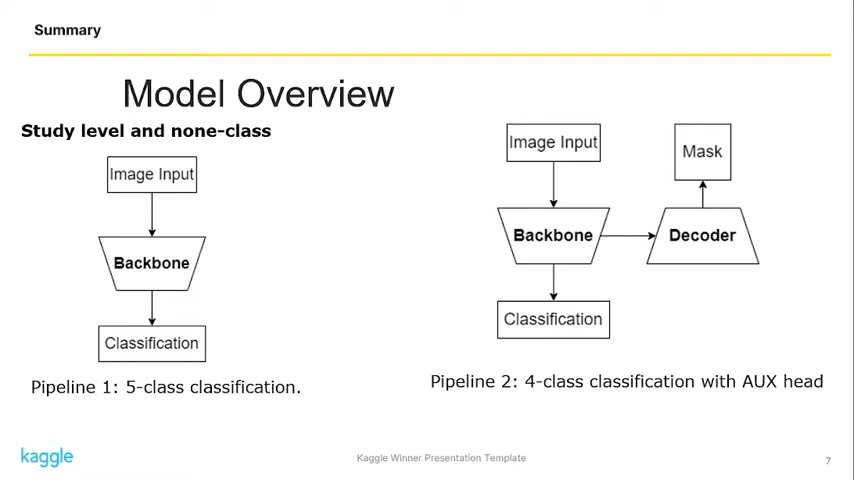 Summary
Model Overview
Study level and none-class
Image Input
Backbone
Classification
Pipeline 1: 5-class classification.
Image Input
Mask
Backbone
Decoder
Classification
Pipeline 2: 4-class classification with AUX head
kaggle
Kaggle Winner Presentation Template
7